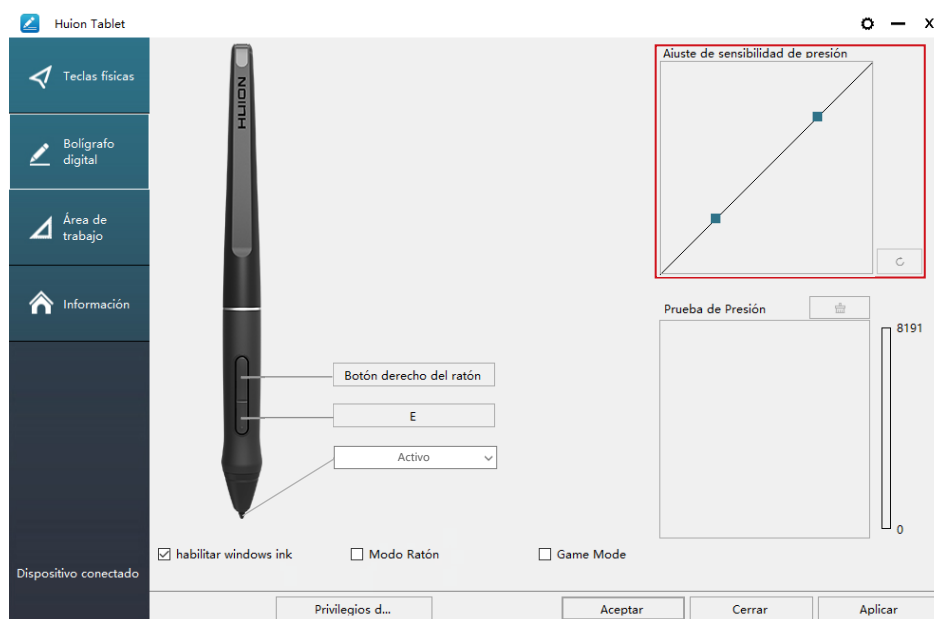 Huion Tablet
Teclas físicas
Bolígrafo
digital
Área de
trabajo
Información
Dispositivo conectado
HUION
Botón derecho del ratón
E
Activo
habilitar windows ink
Modo Ratón
Game Mode
Ajuste de sensibilidad de presión
Prueba de Presión
8191
0
Privilegios d...
Aceptar
Cerrar
Aplicar